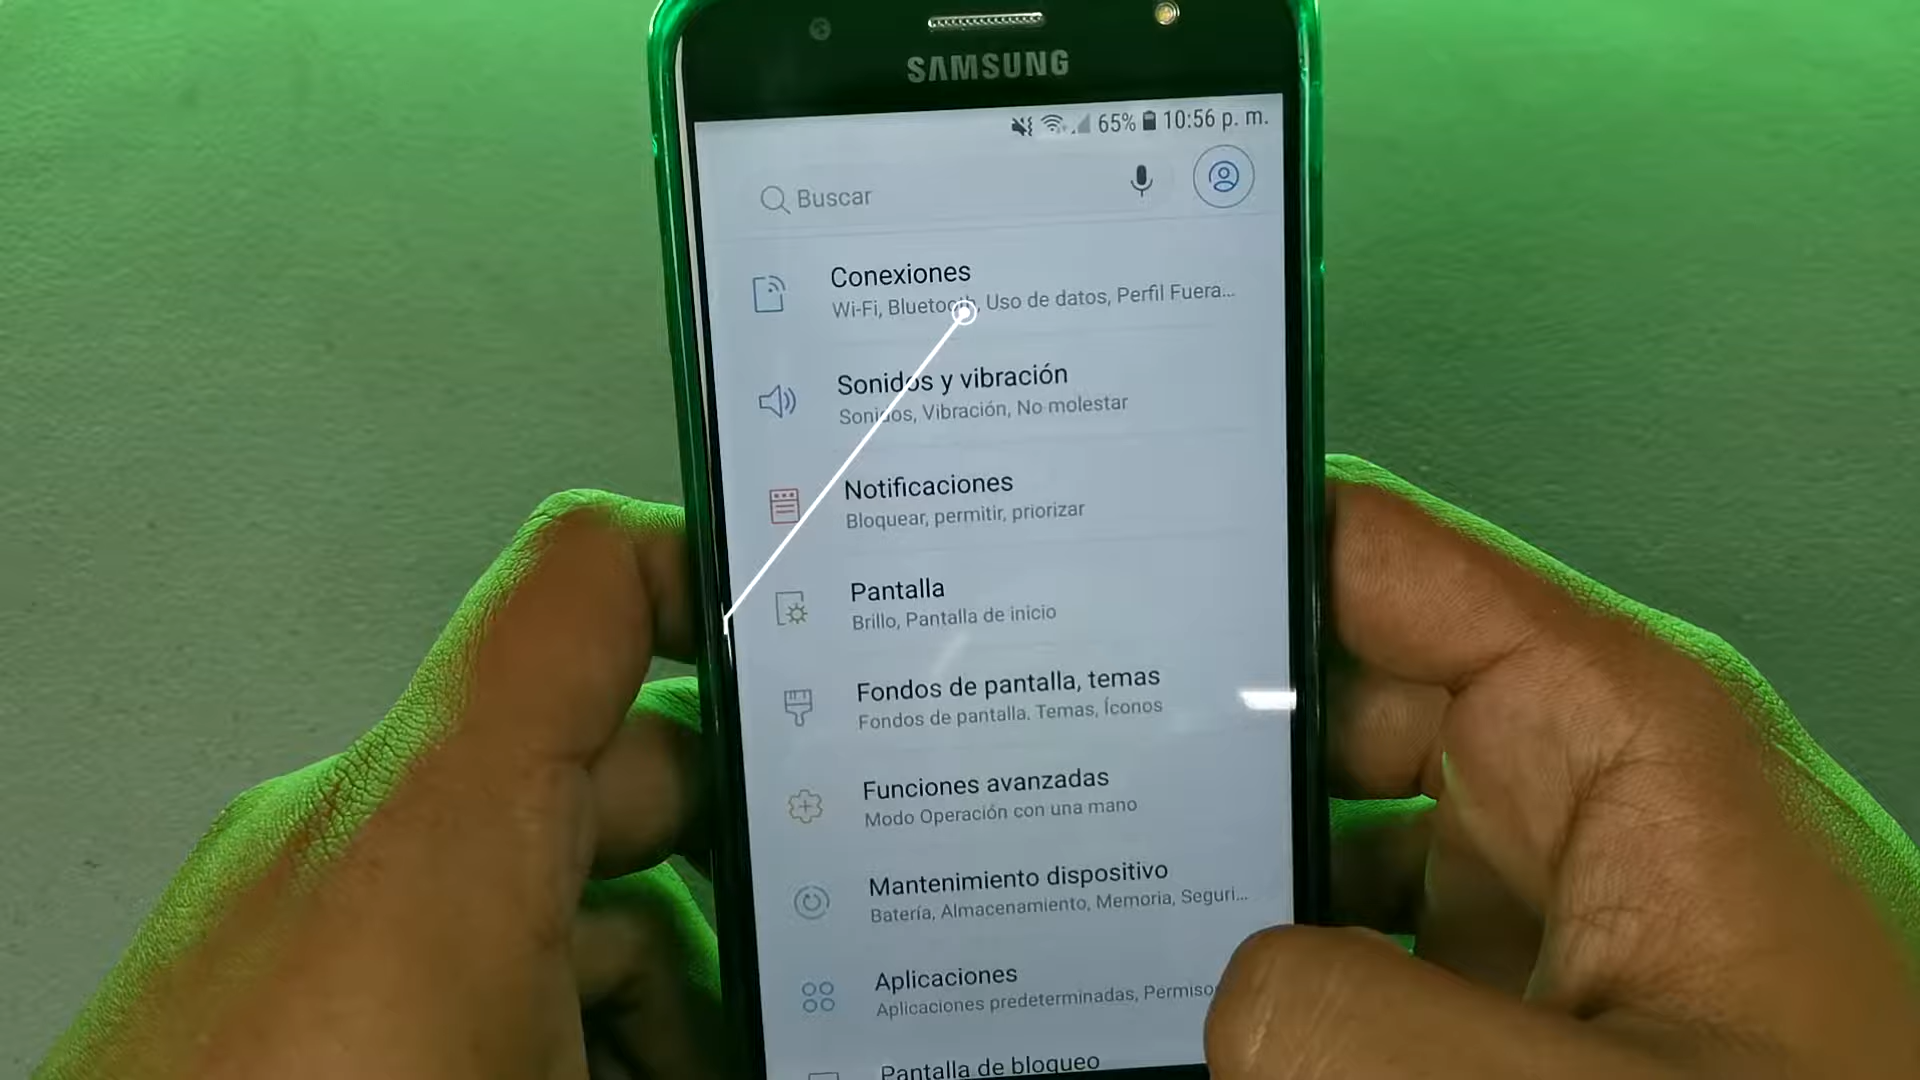 SAMSUNG
65% 10:56 p. m.
Buscar
Conexiones
Wi-Fi, Bluetooth, Uso de datos, Perfil Fuera...
Sonidos y vibración
Sonidos, Vibración, No molestar
Notificaciones
Bloquear, permitir, priorizar
Pantalla
Brillo, Pantalla de inicio
Fondos de pantalla, temas
Fondos de pantalla. Temas, Íconos
Funciones avanzadas
Modo Operación con una mano
Mantenimiento dispositivo
Batería, Almacenamiento, Memoria, Seguri...
Aplicaciones
Aplicaciones predeterminadas, Permiso
Pantalla de bloqueo